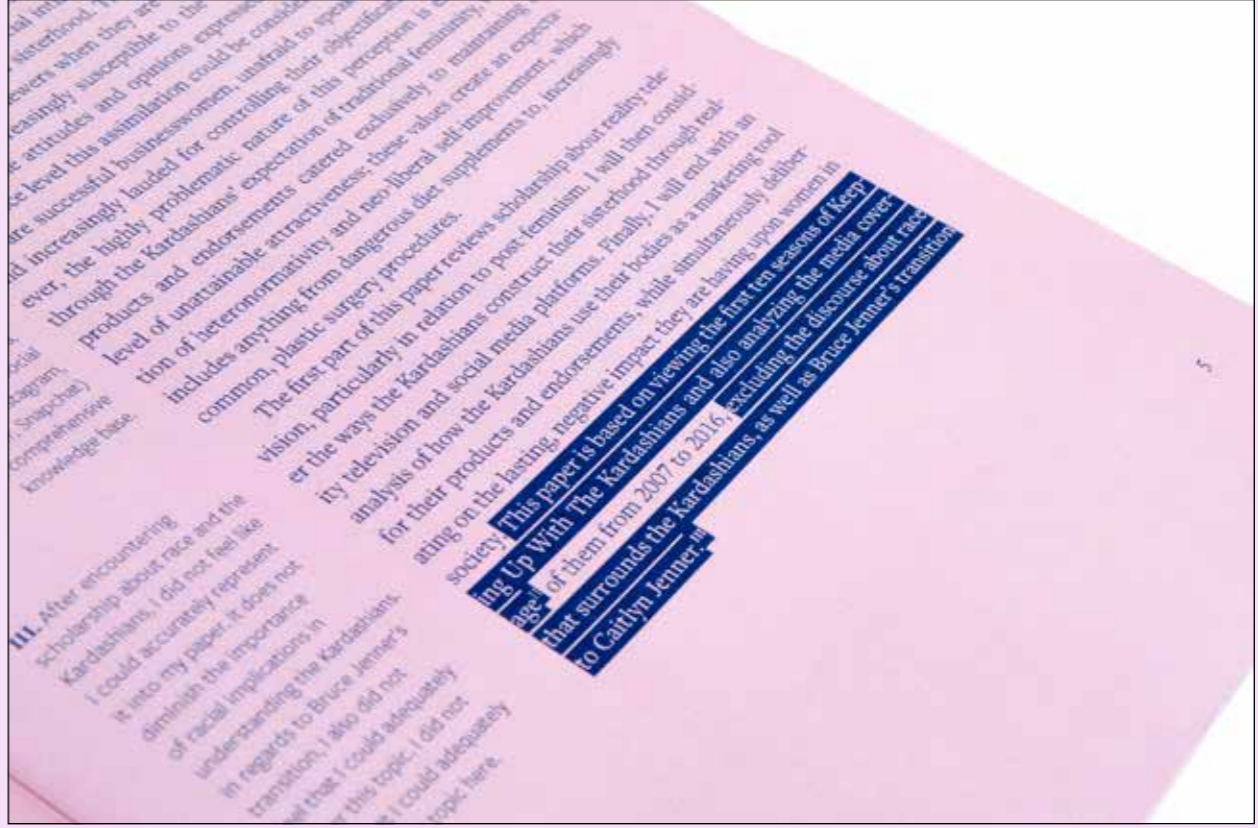 sisterhood.
when they are
increasingly susceptible to the
attitudes and opinions
level this assimilation could be
are successful businesswomen, unafraid to
increasingly lauded for controlling their
ever, the highly problematic nature of this perception is
through the Kardashians' expectation of traditional femininity,
products and endorsements catered exclusively to maintaining
level of unattainable attractiveness; these values create an expecta
tion of heteronormativity and neo-liberal self-improvement, which
includes anything from dangerous diet supplements to, increasingly
common, plastic surgery procedures.
The first part of this paper reviews scholarship about reality tele-
vision, particularly in relation to post-feminism. I will then consid-
er the ways the Kardashians construct their sisterhood through real-
ity television and social media platforms. Finally, I will end with an
analysis of how the Kardashians use their bodies as a marketing tool
for their products and endorsements, while simultaneously deliber-
ating on the lasting, negative impact they are having upon women in
society. This paper is based on viewing the first ten seasons of Keep-
ing Up With The Kardashians and also analyzing the media cover-
age II of them from 2007 to 2016, excluding the discourse about race
that surrounds the Kardashians, as well as Bruce Jenner's transition
to Caitlyn Jenner. III
comprehensive
knowledge base.
III. After encountering
scholarship about race and the
Kardashians, I did not feel like
I could accurately represent
it into my paper. It does not
diminish the importance
of racial implications in
understanding the Kardashians.
in regards to Bruce Jenner's
transition, I also did not
that I could adequately
this topic. I did not
I could adequately
topic here.
5